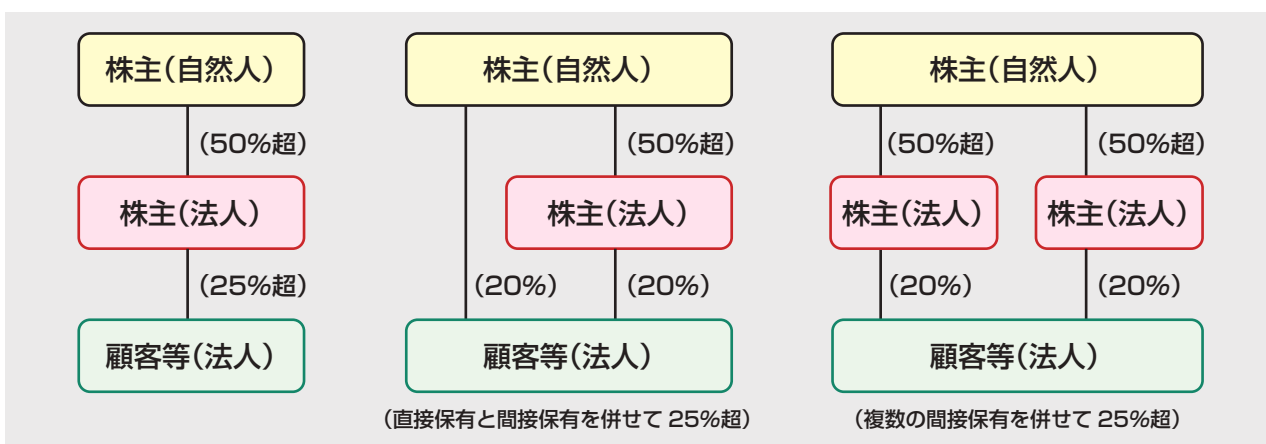 株主(自然人)
(50%超)
株主(法人)
(25%超)
顧客等(法人)
株主(自然人)
(50%超)
株主(法人)
(20%)
(20%)
顧客等(法人)
(直接保有と間接保有を併せて 25%超)
株主(自然人)
(50%超)
(50%超)
株主(法人)
株主(法人)
(20%)
(20%)
顧客等(法人)
(複数の間接保有を併せて 25%超)